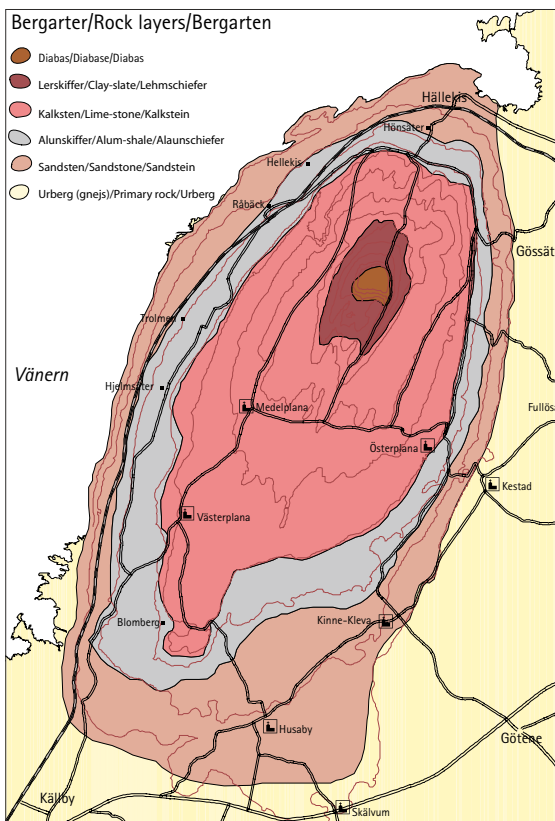 Bergarter/Rock layers/Bergarten
Diabas/Diabase/Diabas
Lerskiffer/Clay-slate/Lehmschiefer
Kalksten/Lime-stone/Kalkstein
Alunskiffer/Alum-shale/Alaunschiefer
Sandsten/Sandstone/Sandstein
Urberg (gnejs)/Primary rock/Urberg
Hällekis
Hönsäter
Hellekis
Råbäck
Gössät
Trolmen
Vänern
Hjelmsäter
Medelplana
Fullösa
Österplana
Kestad
Västerplana
Blomberg
Kinne-Kleva
Husaby
Götene
Källby
Skälvum